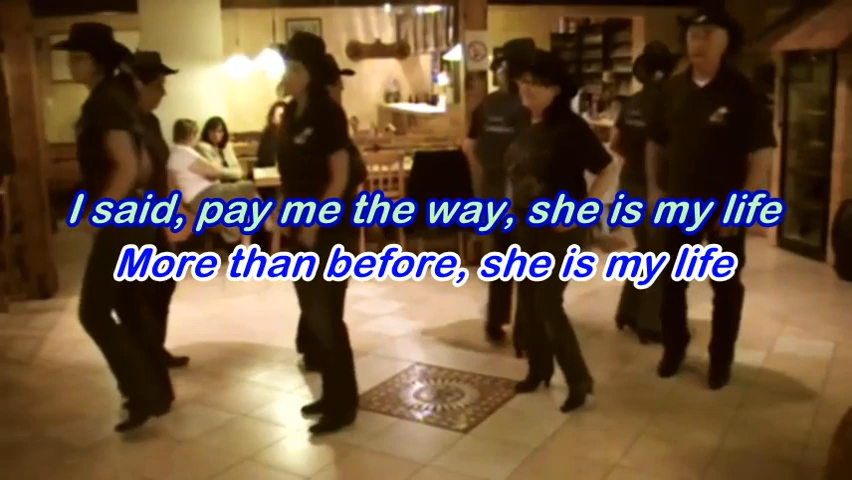 I said, pay me the way, she is my life
More than before, she is my life